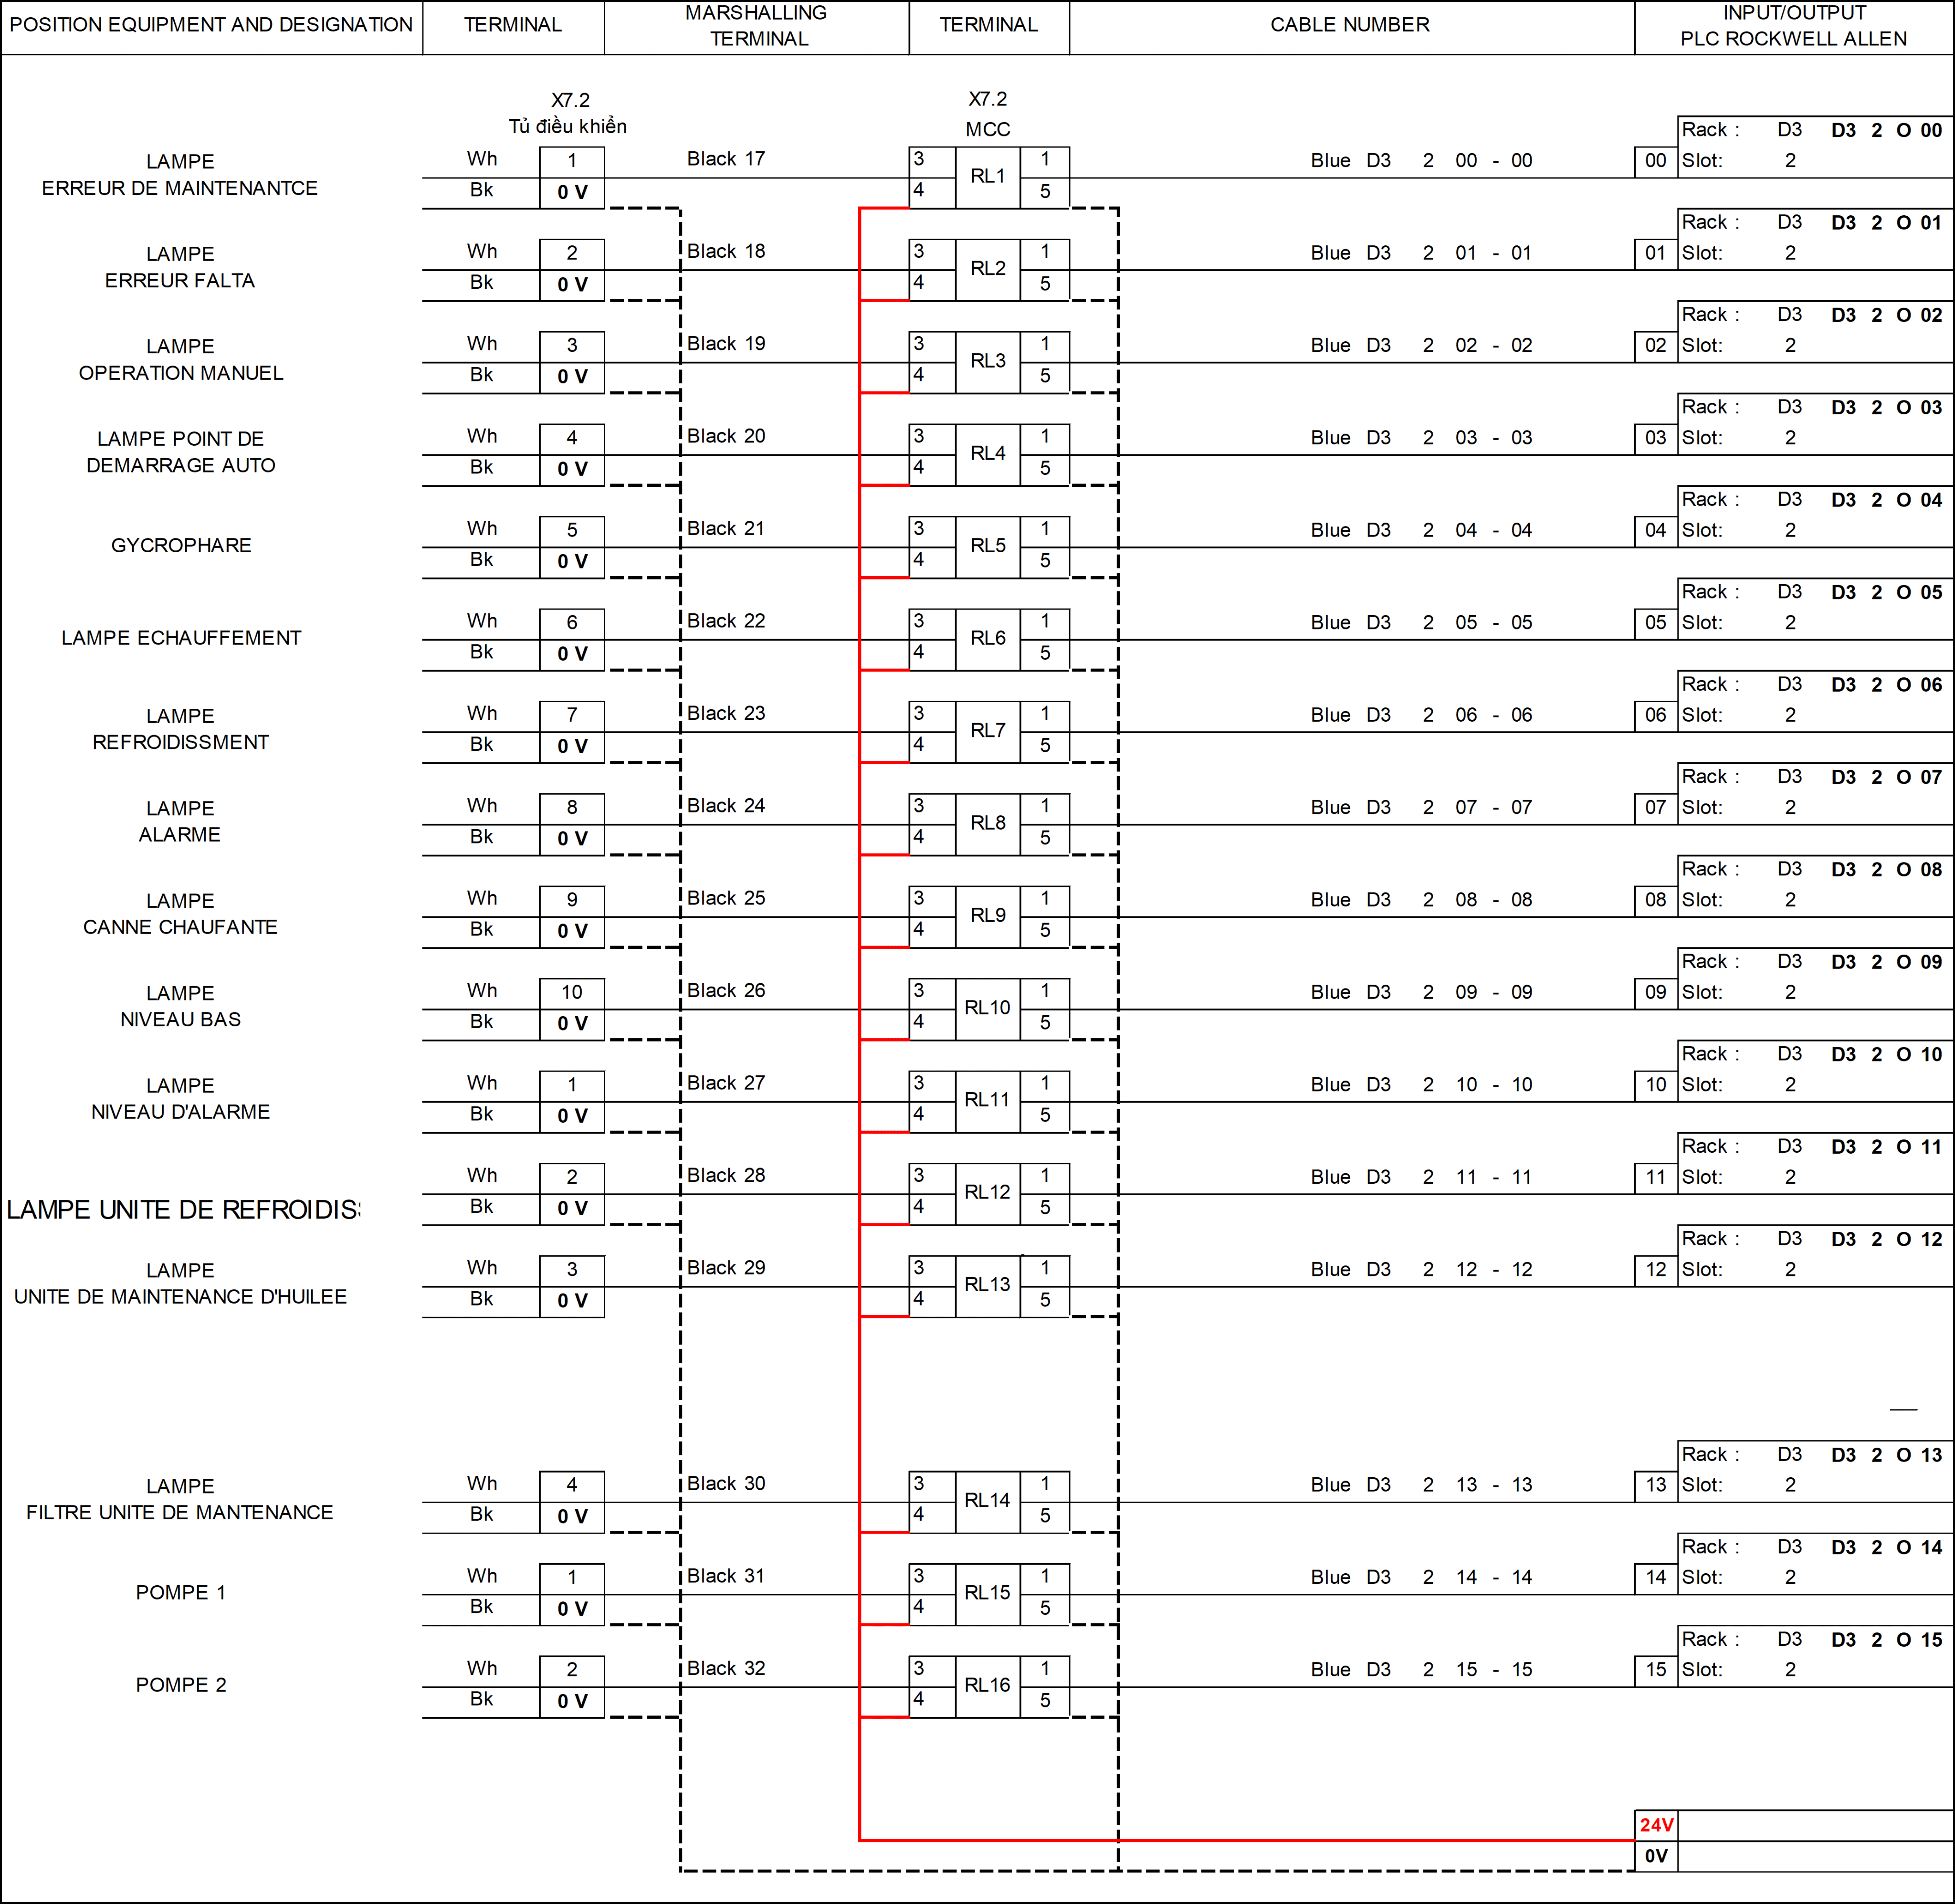 POSITION EQUIPMENT AND DESIGNATION TERMINAL MARSHALLING TERMINAL TERMINAL CABLE NUMBER INPUT/OUTPUT PLC ROCKWELL ALLEN
X7.2 X7.2
Tủ điều khiển MCC
Rack : D3 D3 2 O 00
LAMPE Wh 1 Black 17 3 RL1 1 Blue D3 2 00 - 00 00 Slot: 2
ERREUR DE MAINTENANTCE Bk 0 V 4 5
Rack : D3 D3 2 O 01
LAMPE Wh 2 Black 18 3 RL2 1 Blue D3 2 01 - 01 01 Slot: 2
ERREUR FALTA Bk 0 V 4 5
Rack : D3 D3 2 O 02
LAMPE Wh 3 Black 19 3 RL3 1 Blue D3 2 02 - 02 02 Slot: 2
OPERATION MANUEL Bk 0 V 4 5
Rack : D3 D3 2 O 03
LAMPE POINT DE Wh 4 Black 20 3 RL4 1 Blue D3 2 03 - 03 03 Slot: 2
DEMARRAGE AUTO Bk 0 V 4 5
Rack : D3 D3 2 O 04
Wh 5 Black 21 3 RL5 1 Blue D3 2 04 - 04 04 Slot: 2
GYCROPHARE Bk 0 V 4 5
Rack : D3 D3 2 O 05
Wh 6 Black 22 3 RL6 1 Blue D3 2 05 - 05 05 Slot: 2
LAMPE ECHAUFFEMENT Bk 0 V 4 5
Rack : D3 D3 2 O 06
LAMPE Wh 7 Black 23 3 RL7 1 Blue D3 2 06 - 06 06 Slot: 2
REFROIDISSMENT Bk 0 V 4 5
Rack : D3 D3 2 O 07
LAMPE Wh 8 Black 24 3 RL8 1 Blue D3 2 07 - 07 07 Slot: 2
ALARME Bk 0 V 4 5
Rack : D3 D3 2 O 08
LAMPE Wh 9 Black 25 3 RL9 1 Blue D3 2 08 - 08 08 Slot: 2
CANNE CHAUFANTE Bk 0 V 4 5
Rack : D3 D3 2 O 09
LAMPE Wh 10 Black 26 3 RL10 1 Blue D3 2 09 - 09 09 Slot: 2
NIVEAU BAS Bk 0 V 4 5
Rack : D3 D3 2 O 10
LAMPE Wh 1 Black 27 3 RL11 1 Blue D3 2 10 - 10 10 Slot: 2
NIVEAU D'ALARME Bk 0 V 4 5
Rack : D3 D3 2 O 11
Wh 2 Black 28 3 RL12 1 Blue D3 2 11 - 11 11 Slot: 2
LAMPE UNITE DE Bk 0 V 4 5
Rack : D3 D3 2 O 12
LAMPE Wh 3 Black 29 3 RL13 1 Blue D3 2 12 - 12 12 Slot: 2
UNITE DE MAINTENANCE D'HUILEE Bk 0 V 4 5
Rack : D3 D3 2 O 13
LAMPE Wh 4 Black 30 3 RL14 1 Blue D3 2 13 - 13 13 Slot: 2
FILTRE UNITE DE MANTENANCE Bk 0 V 4 5
Rack : D3 D3 2 O 14
Wh 1 Black 31 3 RL15 1 Blue D3 2 14 - 14 14 Slot: 2
POMPE 1 Bk 0 V 4 5
Rack : D3 D3 2 O 15
Wh 2 Black 32 3 RL16 1 Blue D3 2 15 - 15 15 Slot: 2
POMPE 2 Bk 0 V 4 5
24V
0V